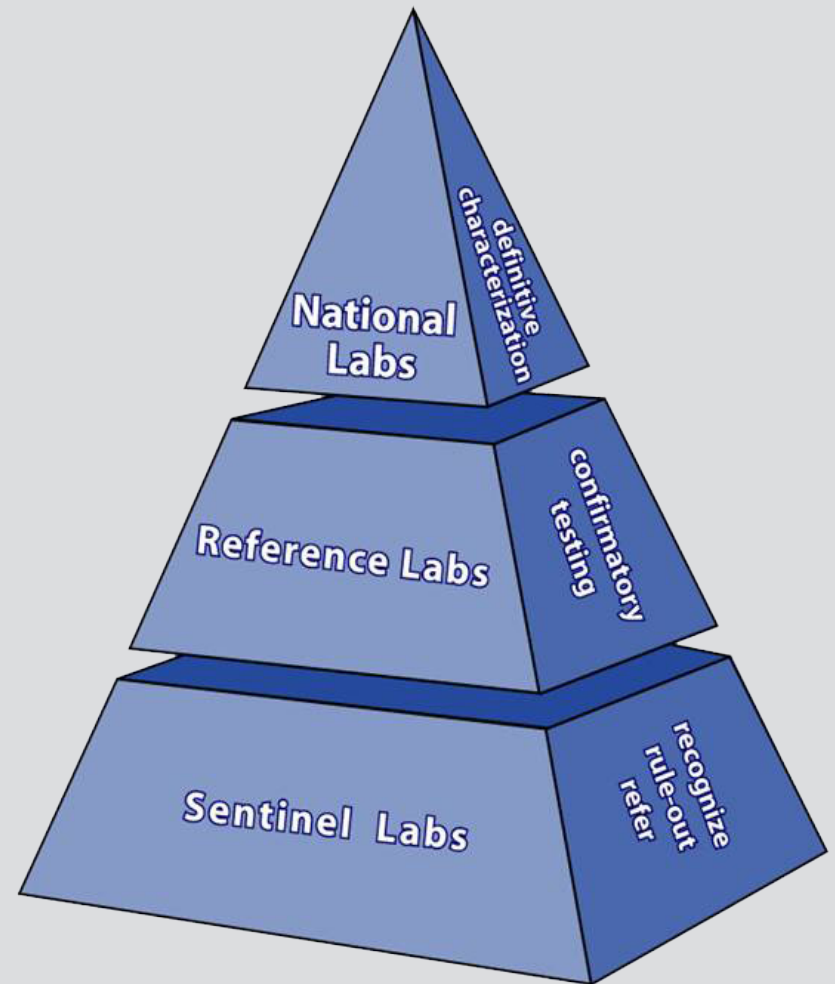 National
Labs
definitive
characterization
Reference Labs
confirmatory
testing
Sentinel Labs
recognize
rule-out
refer